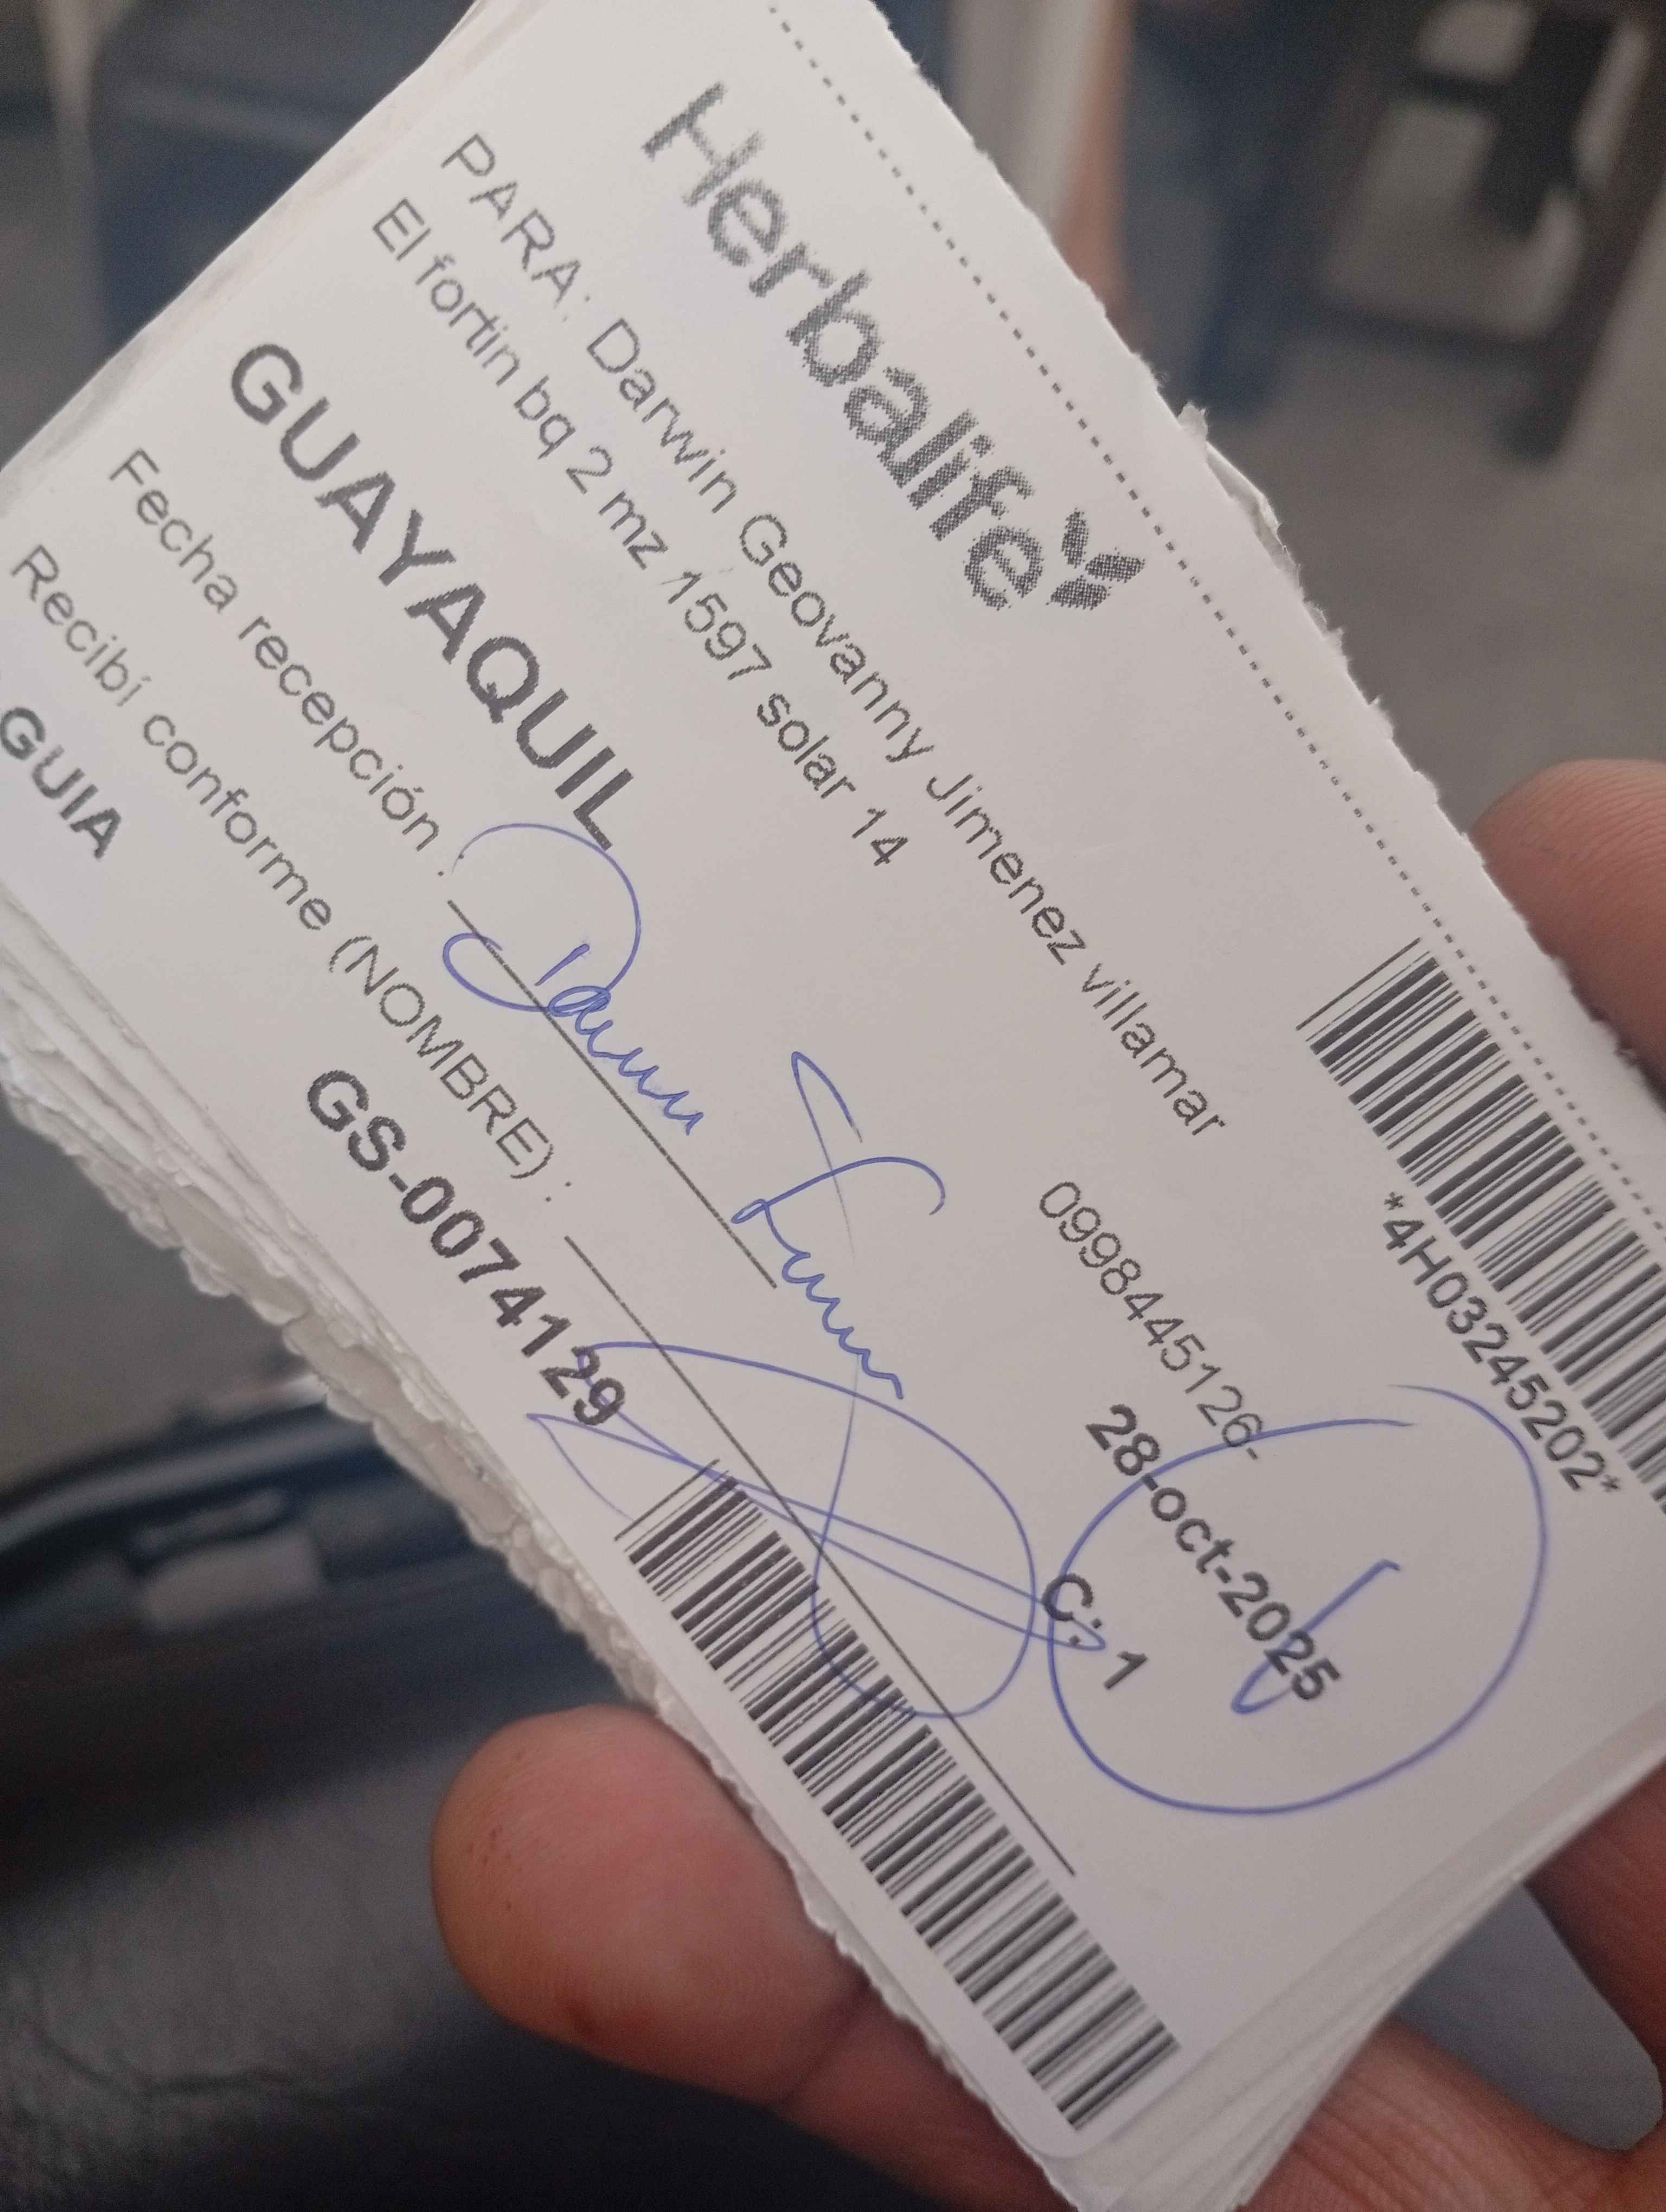 Herbalife
*4H03245202*
PARA: Darwin Geovanny Jimenez villamar
El fortin bq 2 mz 1597 solar 14
0998445126-
28-oct-2025
GUAYAQUIL
C: 1
Fecha recepción :
Recibí conforme (NOMBRE) :
GUIA GS-0074129